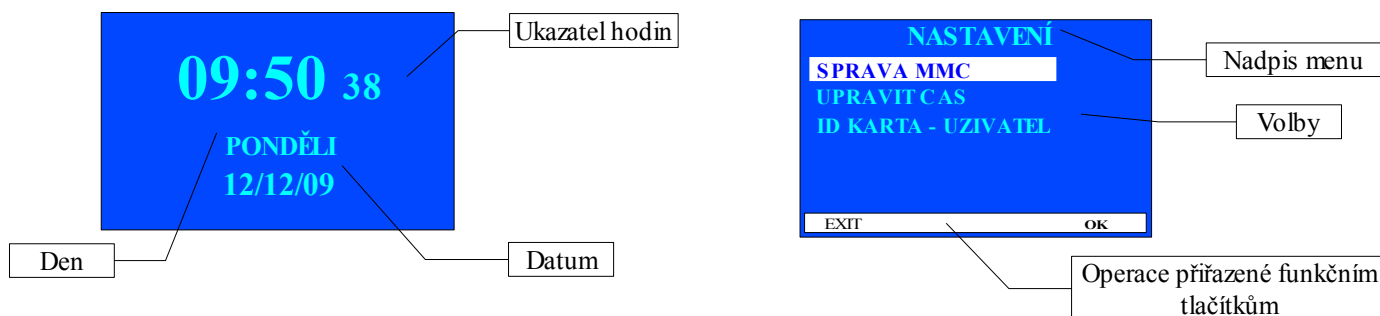 Ukazatel hodin
09:50 38
PONDĚLI
12/12/09
Den
Datum
NASTAVENÍ
SPRAVA MMC
UPRAVIT CAS
ID KARTA - UZIVATEL
EXIT
OK
Nadpis menu
Volby
Operace přiřazené funkčním
tlačítkům